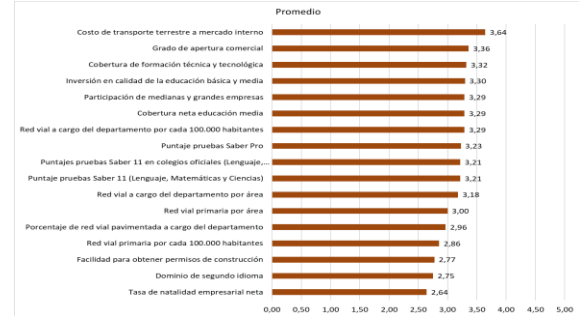 Promedio
Costo de transporte terrestre a mercado interno 3,64
Grado de apertura comercial 3,36
Cobertura de formación técnica y tecnológica 3,32
Inversión en calidad de la educación básica y media 3,30
Participación de medianas y grandes empresas 3,29
Cobertura neta educación media 3,29
Red vial a cargo del departamento por cada 100.000 habitantes 3,29
Puntaje pruebas Saber Pro 3,23
Puntajes pruebas Saber 11 en colegios oficiales (Lenguaje,... 3,21
Puntaje pruebas Saber 11 (Lenguaje, Matemáticas y Ciencias) 3,21
Red vial a cargo del departamento por área 3,18
Red vial primaria por área 3,00
Porcentaje de red vial pavimentada a cargo del departamento 2,96
Red vial primaria por cada 100.000 habitantes 2,86
Facilidad para obtener permisos de construcción 2,77
Dominio de segundo idioma 2,75
Tasa de natalidad empresarial neta 2,64
0,00 0,50 1,00 1,50 2,00 2,50 3,00 3,50 4,00 4,50 5,00